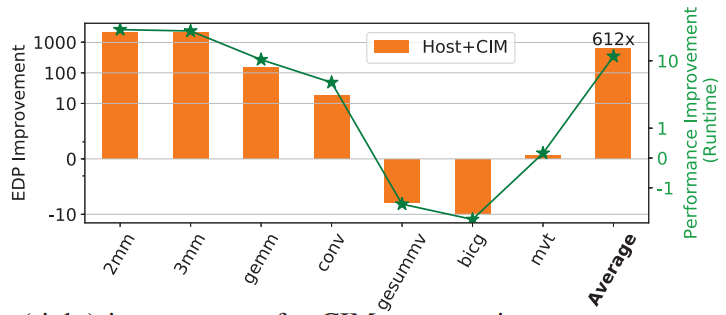 612x
Host+CIM
EDP Improvement
1000
100
10
0
-10
10
1
0
-1
Performance Improvement
(Runtime)
2mm
3mm
gemm
conv
gesummv
bicg
mvt
Average